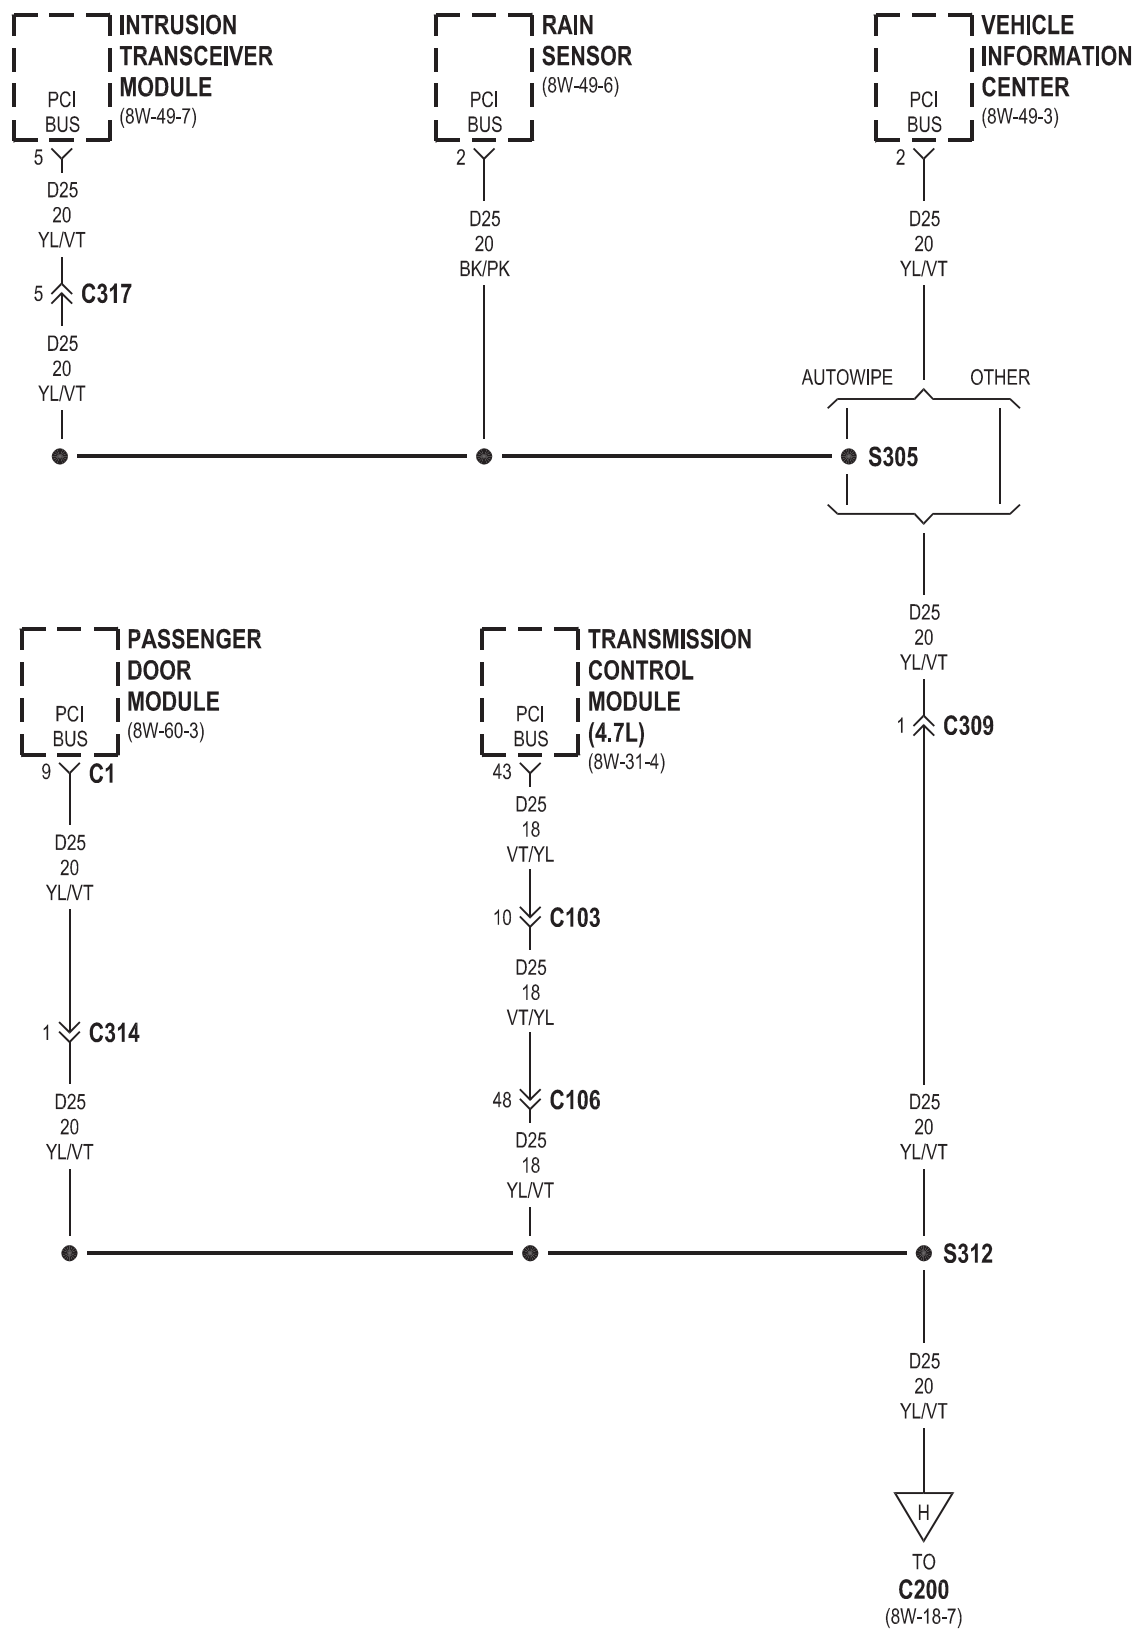 INTRUSION
TRANSCEIVER
MODULE
(8W-49-7)
PCI
BUS
5
D25
20
YL/VT
5
C317
D25
20
YL/VT
RAIN
SENSOR
(8W-49-6)
PCI
BUS
2
D25
20
BK/PK
VEHICLE
INFORMATION
CENTER
(8W-49-3)
PCI
BUS
2
D25
20
YL/VT
AUTOWIPE
OTHER
S305
D25
20
YL/VT
1
C309
PASSENGER
DOOR
MODULE
(8W-60-3)
PCI
BUS
9
C1
D25
20
YL/VT
1
C314
D25
20
YL/VT
TRANSMISSION
CONTROL
MODULE
(4.7L)
(8W-31-4)
PCI
BUS
43
D25
18
VT/YL
10
C103
D25
18
VT/YL
48
C106
D25
18
YL/VT
D25
20
YL/VT
S312
D25
20
YL/VT
H
TO
C200
(8W-18-7)